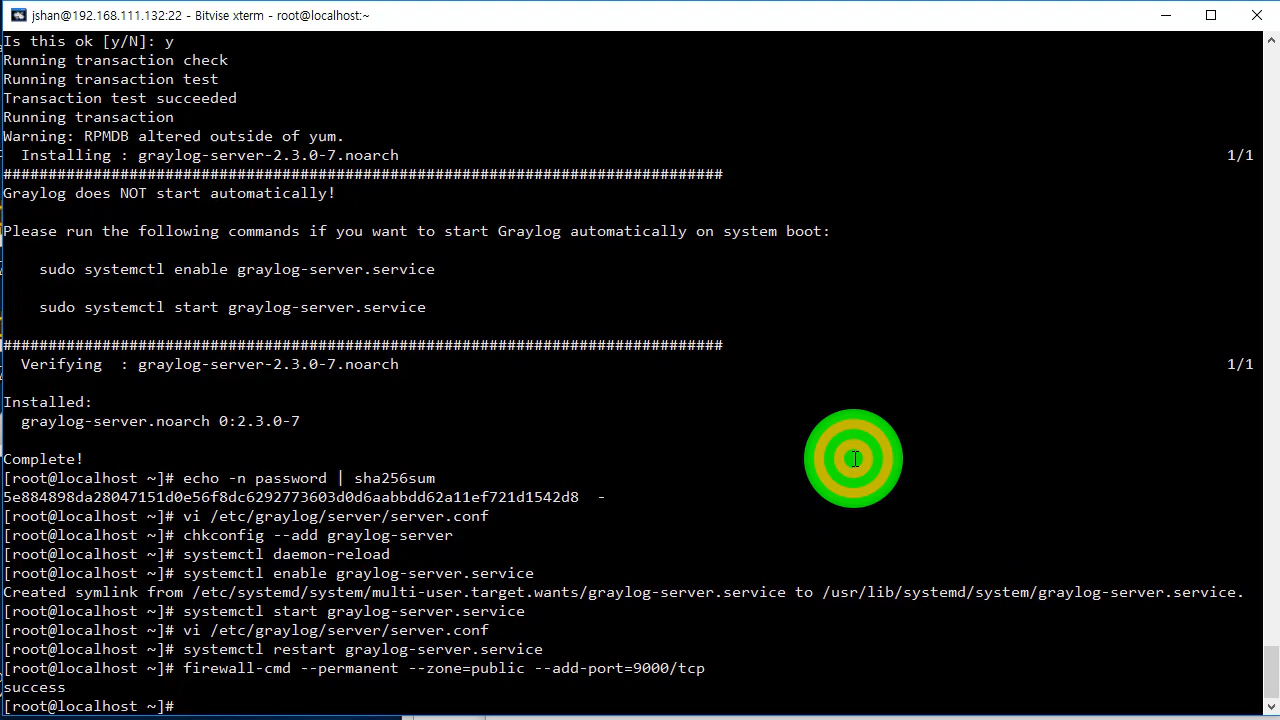 jshan@192.168.111.132:22 - Bitvise xterm - root@localhost:~
Is this ok [y/N]: y
Running transaction check
Running transaction test
Transaction test succeeded
Running transaction
Warning: RPMDB altered outside of yum.
  Installing : graylog-server-2.3.0-7.noarch 1/1
################################################################################
Graylog does NOT start automatically!
Please run the following commands if you want to start Graylog automatically on system boot:
    sudo systemctl enable graylog-server.service
    sudo systemctl start graylog-server.service
################################################################################
  Verifying  : graylog-server-2.3.0-7.noarch 1/1
Installed:
  graylog-server.noarch 0:2.3.0-7
Complete!
[root@localhost ~]# echo -n password | sha256sum
5e884898da28047151d0e56f8dc6292773603d0d6aabbdd62a11ef721d1542d8  -
[root@localhost ~]# vi /etc/graylog/server/server.conf
[root@localhost ~]# chkconfig --add graylog-server
[root@localhost ~]# systemctl daemon-reload
[root@localhost ~]# systemctl enable graylog-server.service
Created symlink from /etc/systemd/system/multi-user.target.wants/graylog-server.service to /usr/lib/systemd/system/graylog-server.service.
[root@localhost ~]# systemctl start graylog-server.service
[root@localhost ~]# vi /etc/graylog/server/server.conf
[root@localhost ~]# systemctl restart graylog-server.service
[root@localhost ~]# firewall-cmd --permanent --zone=public --add-port=9000/tcp
success
[root@localhost ~]#